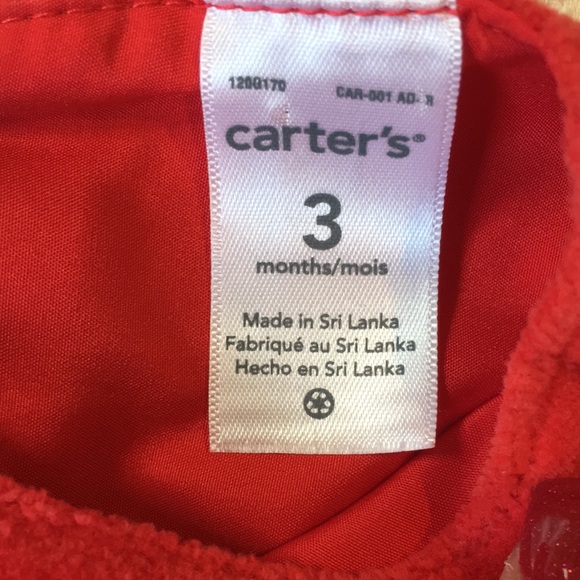 120G170 CAR-001 AD-
carter's®
3
months/mois
Made in Sri Lanka
Fabriqué au Sri Lanka
Hecho en Sri Lanka